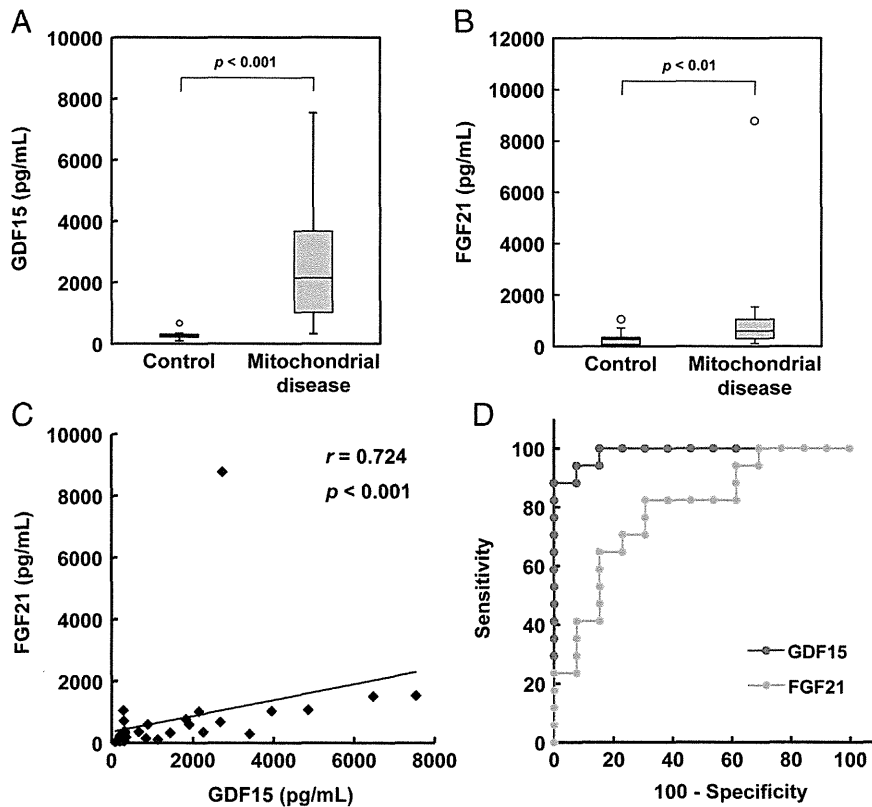 A
10000
8000
6000
4000
2000
0
GDF15 (pg/mL)
p < 0.001
Control
Mitochondrial
disease
B
12000
10000
8000
6000
4000
2000
0
FGF21 (pg/mL)
p < 0.01
Control
Mitochondrial
disease
C
10000
8000
6000
4000
2000
0
FGF21 (pg/mL)
r = 0.724
p < 0.001
0
2000
4000
6000
8000
GDF15 (pg/mL)
D
100
80
60
40
20
0
Sensitivity
GDF15
FGF21
0
20
40
60
80
100
100 - Specificity